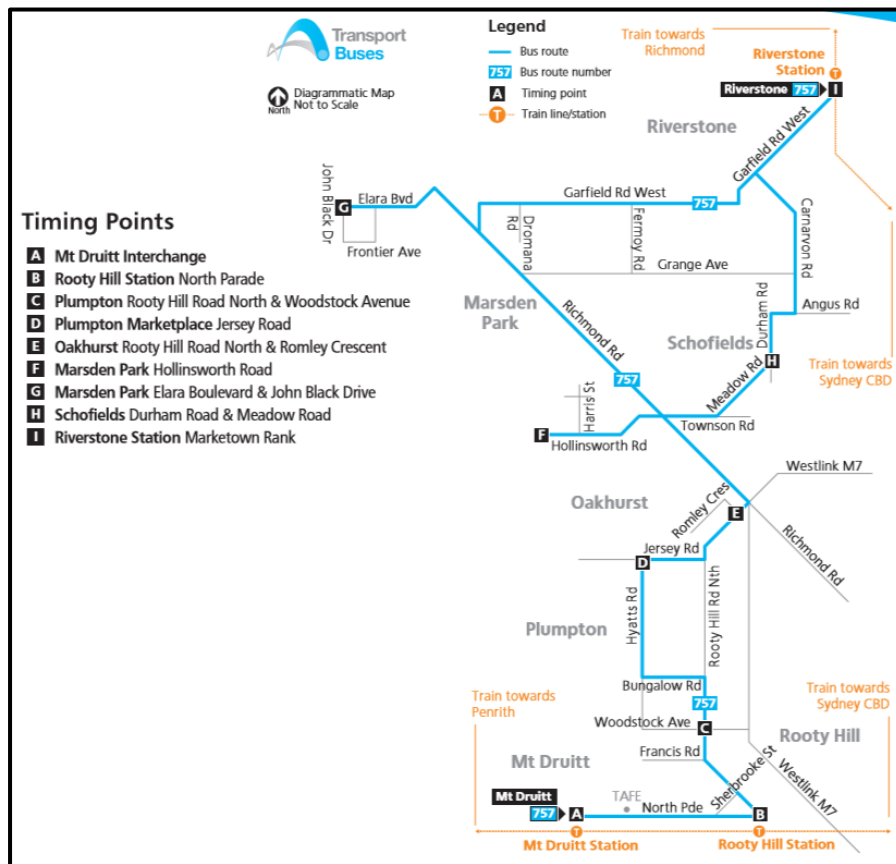 Transport
Buses
North
Diagrammatic Map
Not to Scale
Legend
Bus route
757 Bus route number
A Timing point
T Train line/station
Train towards
Richmond
Riverstone
Station
T
Riverstone 757 I
Riverstone
Garfield Rd West
John Black Dr
G
Elara Bvd
Frontier Ave
Garfield Rd West
757
Dromana
Rd
Fermoy Rd
Carnarvon Rd
Grange Ave
Marsden
Park
Richmond Rd
Durham Rd
Angus Rd
Schofields
H
Meadow Rd
Train towards
Sydney CBD
757
Harris St
Townson Rd
F
Hollinsworth Rd
Timing Points
A Mt Druitt Interchange
B Rooty Hill Station North Parade
C Plumpton Rooty Hill Road North & Woodstock Avenue
D Plumpton Marketplace Jersey Road
E Oakhurst Rooty Hill Road North & Romley Crescent
F Marsden Park Hollinsworth Road
G Marsden Park Elara Boulevard & John Black Drive
H Schofields Durham Road & Meadow Road
I Riverstone Station Marketown Rank
Westlink M7
Oakhurst
Romley Cres
E
Richmond Rd
Jersey Rd
D
Hyatts Rd
Rooty Hill Rd Nth
Plumpton
Bungalow Rd
757
Train towards
Penrith
Train towards
Sydney CBD
Woodstock Ave
C
Rooty Hill
Francis Rd
Mt Druitt
Sherbrooke St
Westlink M7
Mt Druitt
757
A
TAFE
North Pde
B
T
T
Mt Druitt Station
Rooty Hill Station